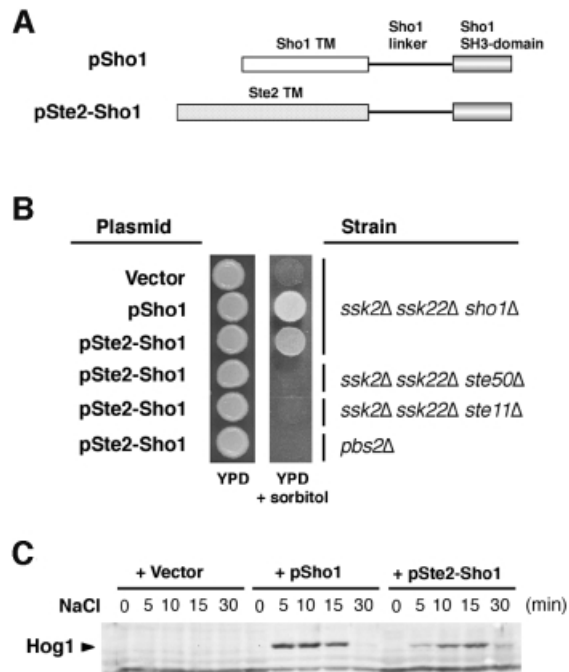 A
Sho1 TM
Sho1 linker
Sho1 SH3-domain
pSho1
Ste2 TM
pSte2-Sho1
B
Plasmid
Strain
Vector
pSho1
pSte2-Sho1
ssk2Δ ssk22Δ sho1Δ
pSte2-Sho1
ssk2Δ ssk22Δ ste50Δ
pSte2-Sho1
ssk2Δ ssk22Δ ste11Δ
pSte2-Sho1
pbs2Δ
YPD
YPD
+ sorbitol
C
+ Vector
+ pSho1
+ pSte2-Sho1
NaCl 0 5 10 15 30 0 5 10 15 30 0 5 10 15 30 (min)
Hog1